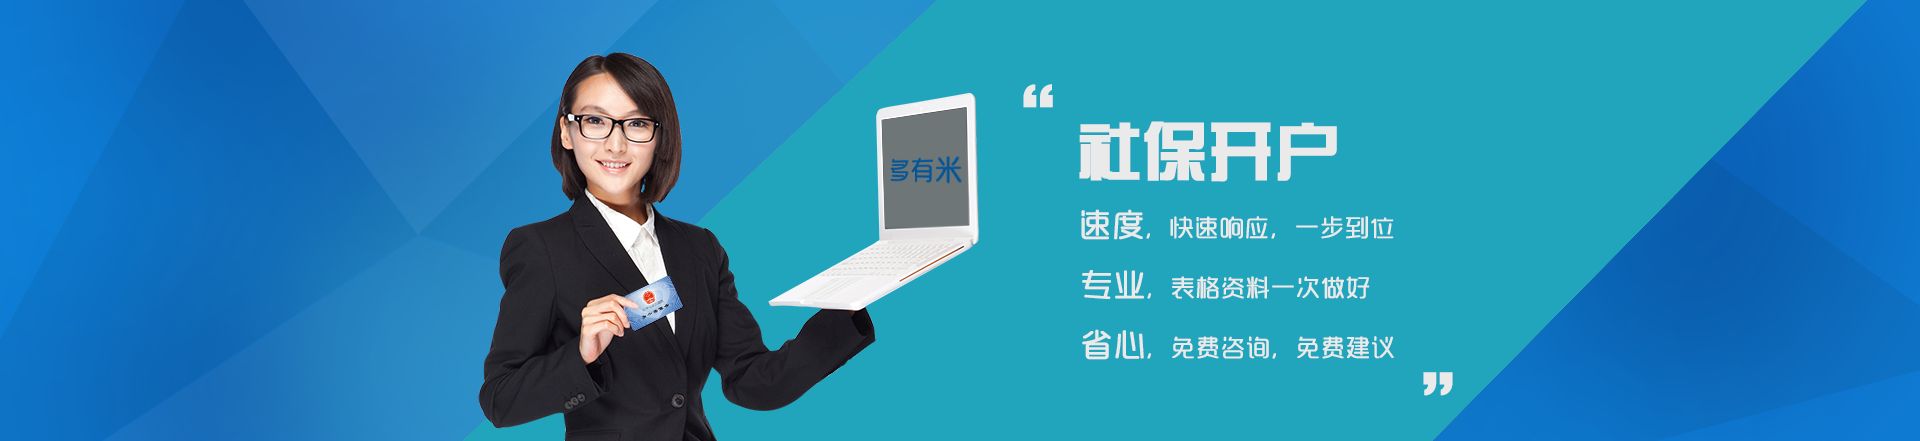 多有米
“
社保开户
速度, 快速响应, 一步到位
专业, 表格资料一次做好
省心, 免费咨询, 免费建议
”